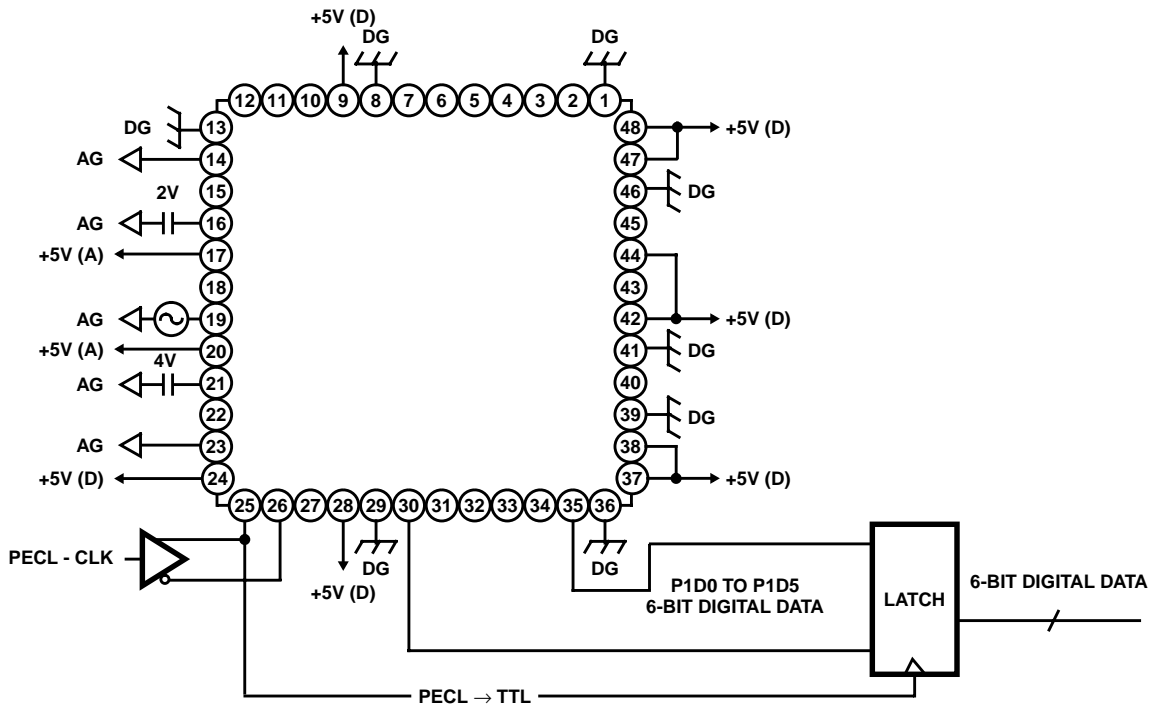 +5V (D)
DG
DG
12 11 10 9 8 7 6 5 4 3 2 1
DG
13
AG
14
15
2V
AG
16
+5V (A)
17
18
AG
19
+5V (A)
20
4V
AG
21
22
AG
23
+5V (D)
24
48
+5V (D)
47
46
DG
45
44
43
42
+5V (D)
41
DG
40
39
DG
38
37
+5V (D)
25 26 27 28 29 30 31 32 33 34 35 36
PECL - CLK
+5V (D)
DG
DG
P1D0 TO P1D5
6-BIT DIGITAL DATA
LATCH
6-BIT DIGITAL DATA
PECL → TTL